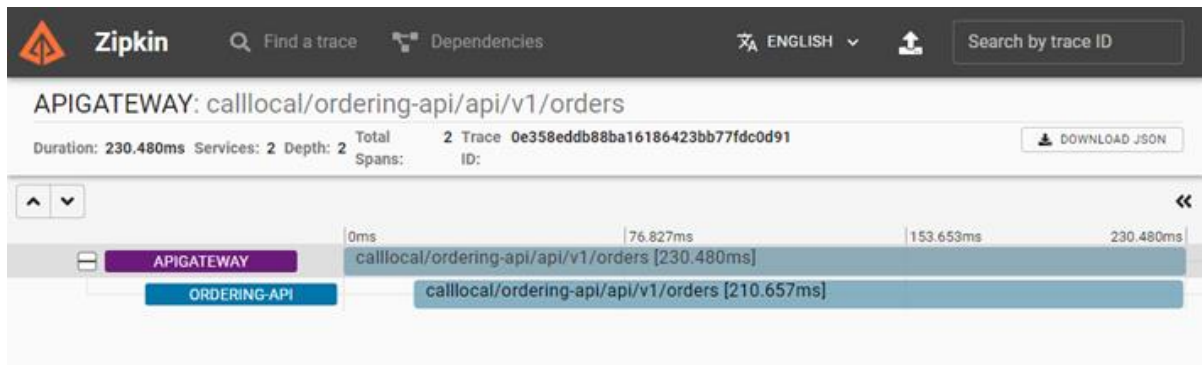 Zipkin Find a trace Dependencies ENGLISH Search by trace ID
APIGATEWAY: calllocal/ordering-api/api/v1/orders
Duration: 230.480ms Services: 2 Depth: 2 Total Spans: 2 Trace ID: 0e358eddb88ba16186423bb77fdc0d91 DOWNLOAD JSON
0ms 76.827ms 153.653ms 230.480ms
APIGATEWAY calllocal/ordering-api/api/v1/orders [230.480ms]
ORDERING-API calllocal/ordering-api/api/v1/orders [210.657ms]